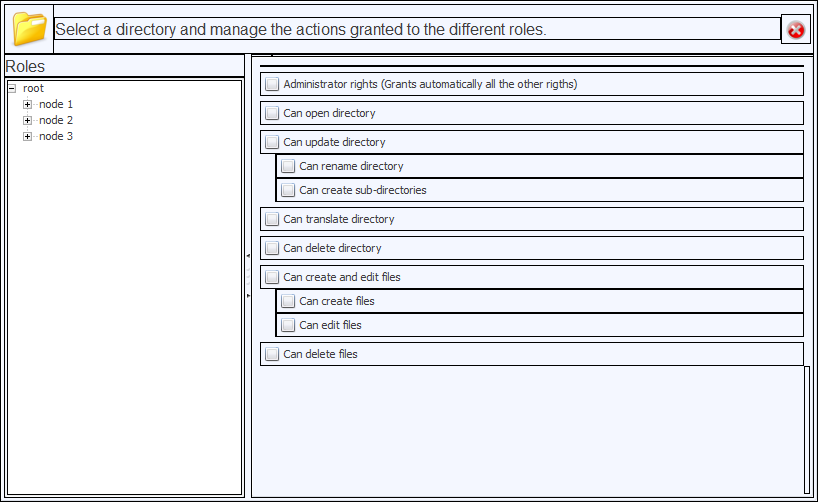 Select a directory and manage the actions granted to the different roles.
Roles
root
node 1
node 2
node 3
Administrator rights (Grants automatically all the other rigths)
Can open directory
Can update directory
Can rename directory
Can create sub-directories
Can translate directory
Can delete directory
Can create and edit files
Can create files
Can edit files
Can delete files